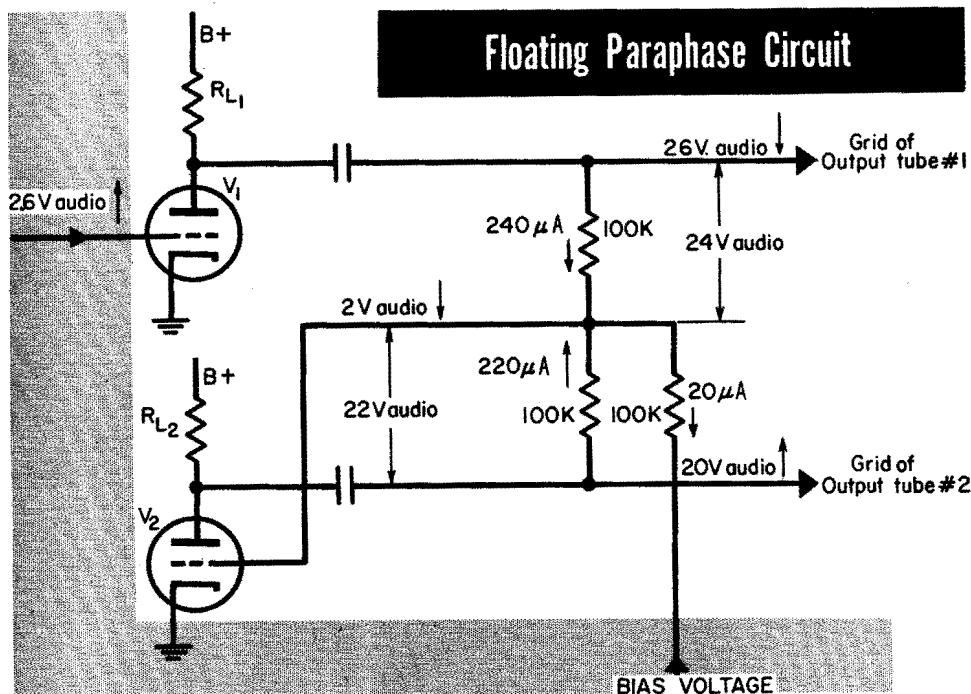 Floating Paraphase Circuit
B+
RL1
V1
2.6V audio
26V. audio
Grid of
Output tube #1
240μA
100K
24V audio
2V audio
B+
RL2
22V audio
220μA
100K
20μA
100K
20V audio
Grid of
Output tube #2
V2
BIAS VOLTAGE